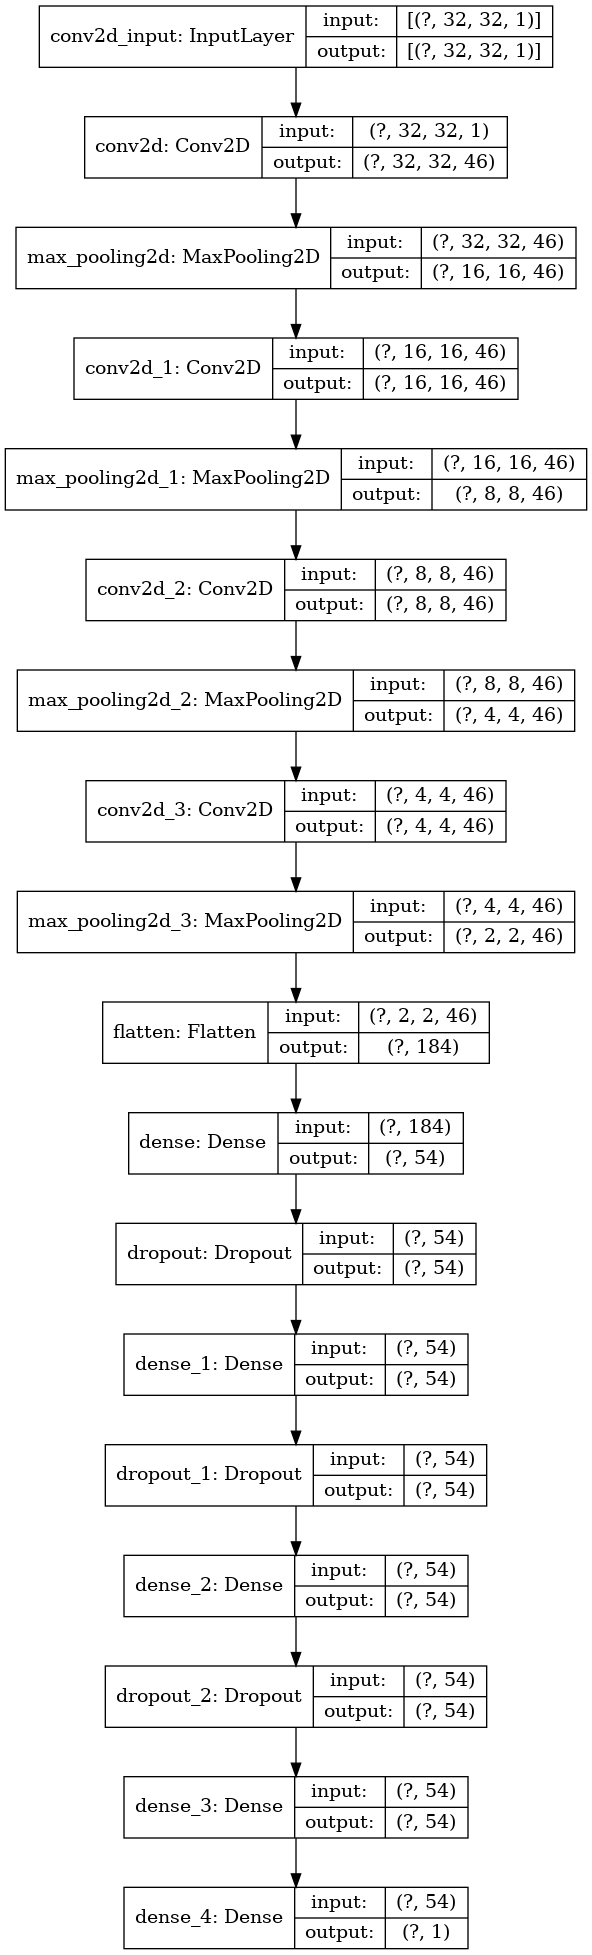 conv2d_input: InputLayer input: [(?, 32, 32, 1)]
output: [(?, 32, 32, 1)]
conv2d: Conv2D input: (?, 32, 32, 1)
output: (?, 32, 32, 46)
max_pooling2d: MaxPooling2D input: (?, 32, 32, 46)
output: (?, 16, 16, 46)
conv2d_1: Conv2D input: (?, 16, 16, 46)
output: (?, 16, 16, 46)
max_pooling2d_1: MaxPooling2D input: (?, 16, 16, 46)
output: (?, 8, 8, 46)
conv2d_2: Conv2D input: (?, 8, 8, 46)
output: (?, 8, 8, 46)
max_pooling2d_2: MaxPooling2D input: (?, 8, 8, 46)
output: (?, 4, 4, 46)
conv2d_3: Conv2D input: (?, 4, 4, 46)
output: (?, 4, 4, 46)
max_pooling2d_3: MaxPooling2D input: (?, 4, 4, 46)
output: (?, 2, 2, 46)
flatten: Flatten input: (?, 2, 2, 46)
output: (?, 184)
dense: Dense input: (?, 184)
output: (?, 54)
dropout: Dropout input: (?, 54)
output: (?, 54)
dense_1: Dense input: (?, 54)
output: (?, 54)
dropout_1: Dropout input: (?, 54)
output: (?, 54)
dense_2: Dense input: (?, 54)
output: (?, 54)
dropout_2: Dropout input: (?, 54)
output: (?, 54)
dense_3: Dense input: (?, 54)
output: (?, 54)
dense_4: Dense input: (?, 54)
output: (?, 1)